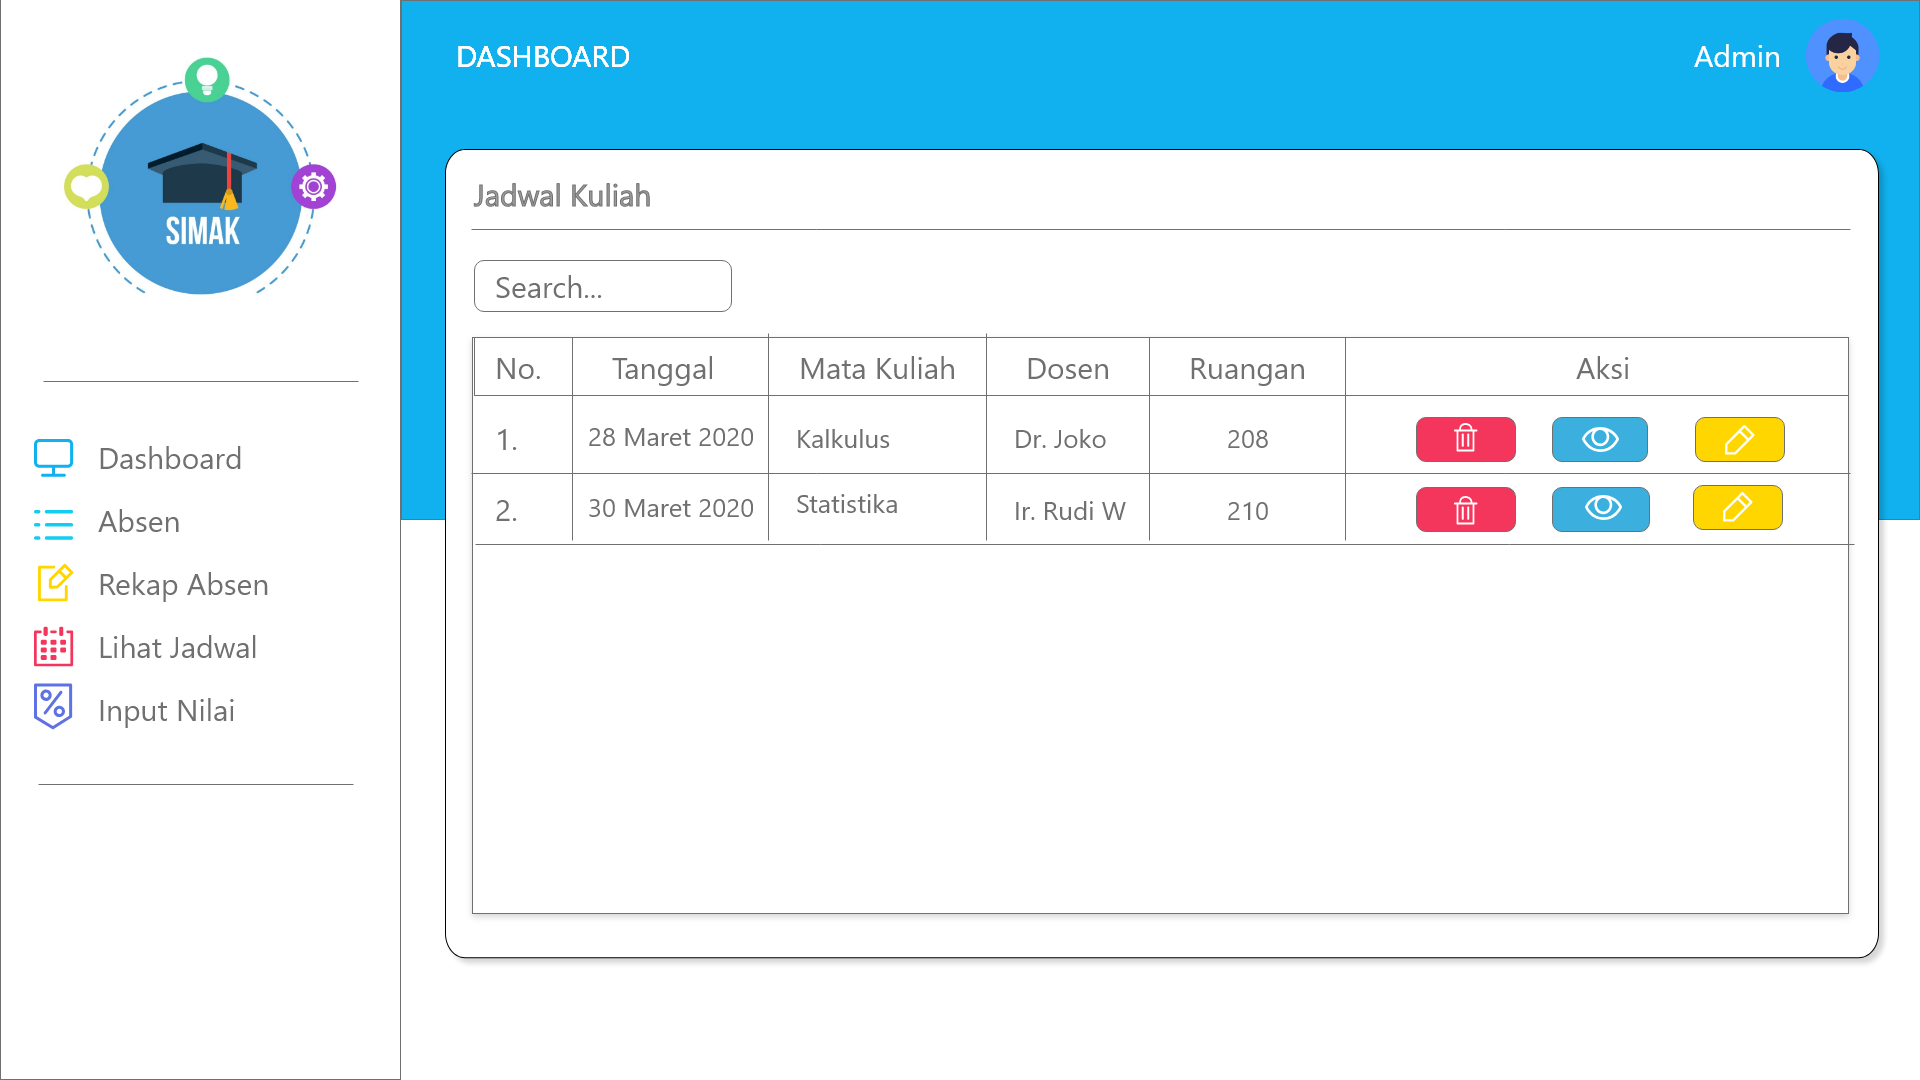 SIMAK
Dashboard
Absen
Rekap Absen
Lihat Jadwal
Input Nilai
DASHBOARD
Admin
Jadwal Kuliah
Search...
No. Tanggal Mata Kuliah Dosen Ruangan Aksi
1. 28 Maret 2020 Kalkulus Dr. Joko 208
2. 30 Maret 2020 Statistika Ir. Rudi W 210